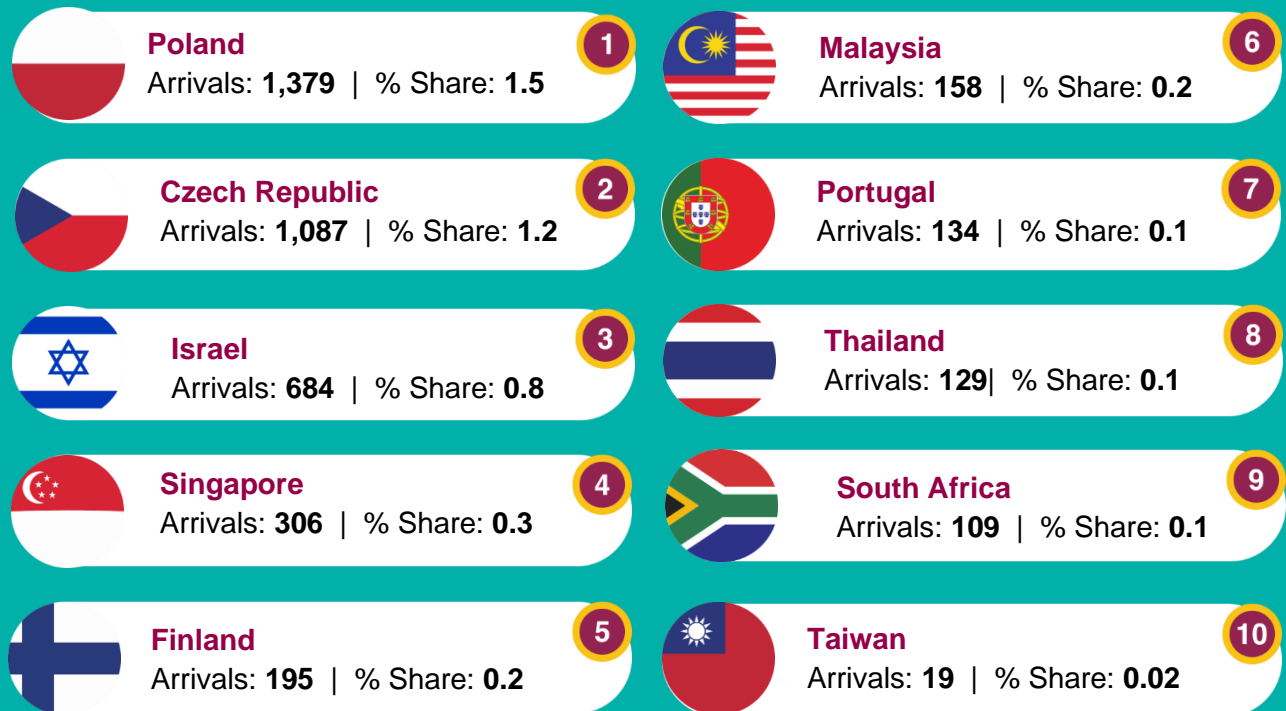 Poland
1
Arrivals: 1,379 | % Share: 1.5
Czech Republic
2
Arrivals: 1,087 | % Share: 1.2
Israel
3
Arrivals: 684 | % Share: 0.8
Singapore
4
Arrivals: 306 | % Share: 0.3
Finland
5
Arrivals: 195 | % Share: 0.2
Malaysia
6
Arrivals: 158 | % Share: 0.2
Portugal
7
Arrivals: 134 | % Share: 0.1
Thailand
8
Arrivals: 129| % Share: 0.1
South Africa
9
Arrivals: 109 | % Share: 0.1
Taiwan
10
Arrivals: 19 | % Share: 0.02